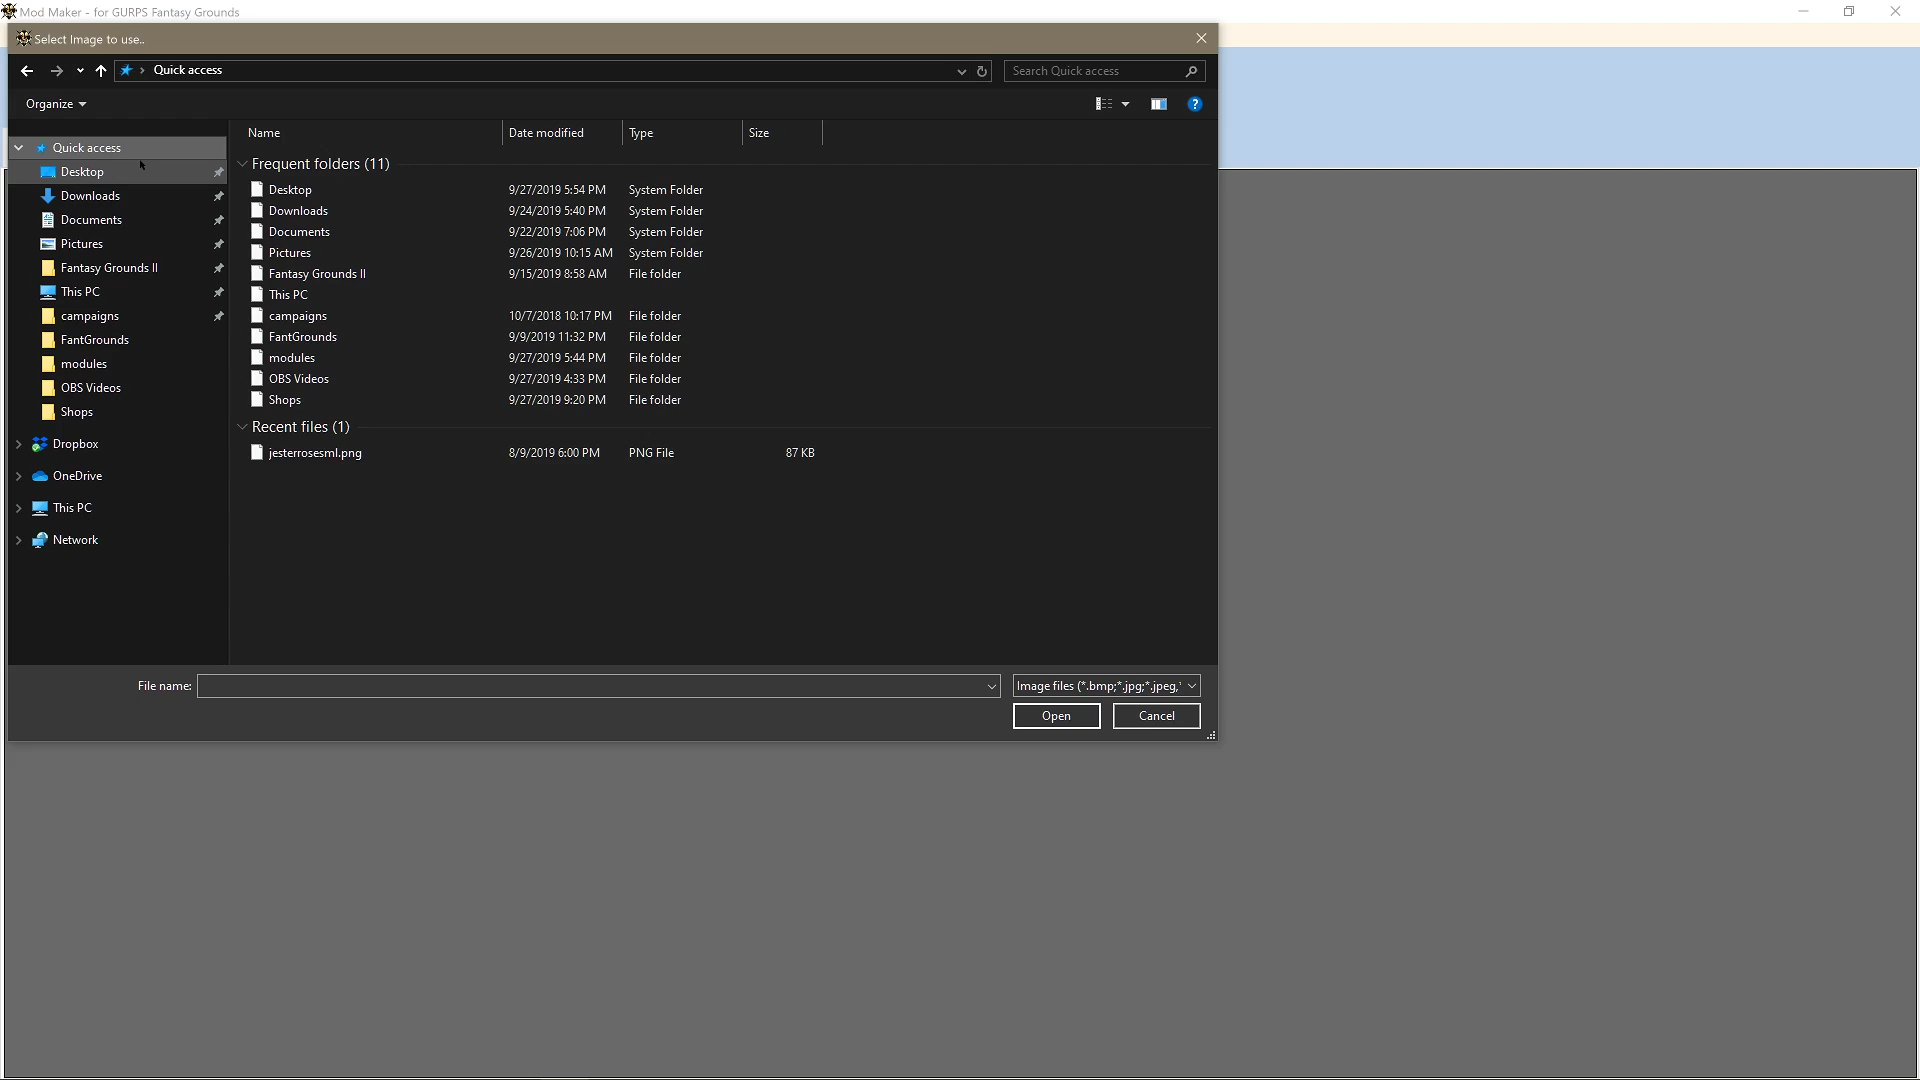 Mod Maker - for GURPS Fantasy Grounds
Select Image to use..
Quick access
Search Quick access
Organize
?
Name Date modified Type Size
Quick access
Desktop
Downloads
Documents
Pictures
Fantasy Grounds II
This PC
campaigns
FantGrounds
modules
OBS Videos
Shops
Dropbox
OneDrive
This PC
Network
Frequent folders (11)
Desktop 9/27/2019 5:54 PM System Folder
Downloads 9/24/2019 5:40 PM System Folder
Documents 9/22/2019 7:06 PM System Folder
Pictures 9/26/2019 10:15 AM System Folder
Fantasy Grounds II 9/15/2019 8:58 AM File folder
This PC
campaigns 10/7/2018 10:17 PM File folder
FantGrounds 9/9/2019 11:32 PM File folder
modules 9/27/2019 5:44 PM File folder
OBS Videos 9/27/2019 4:33 PM File folder
Shops 9/27/2019 9:20 PM File folder
Recent files (1)
jesterrosesml.png 8/9/2019 6:00 PM PNG File 87 KB
File name:
Image files (*.bmp;*.jpg;*.jpeg,*
Open Cancel